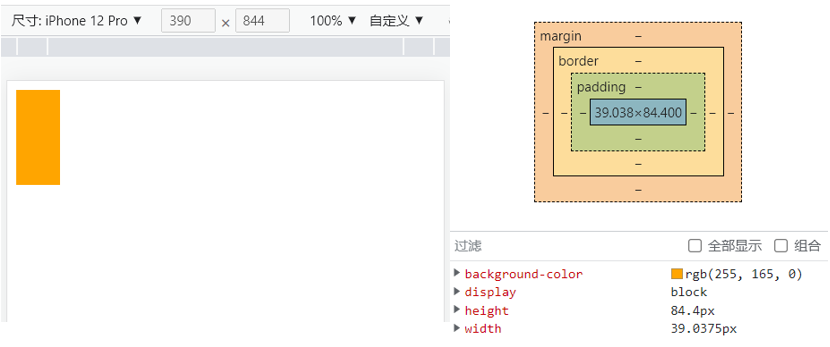 尺寸: iPhone 12 Pro ▼ 390 × 844 100% ▼ 自定义 ▼
margin –
border –
padding –
– – – 39.038×84.400 – – –
–
–
–
过滤 全部显示 组合
background-color rgb(255, 165, 0)
display block
height 84.4px
width 39.0375px